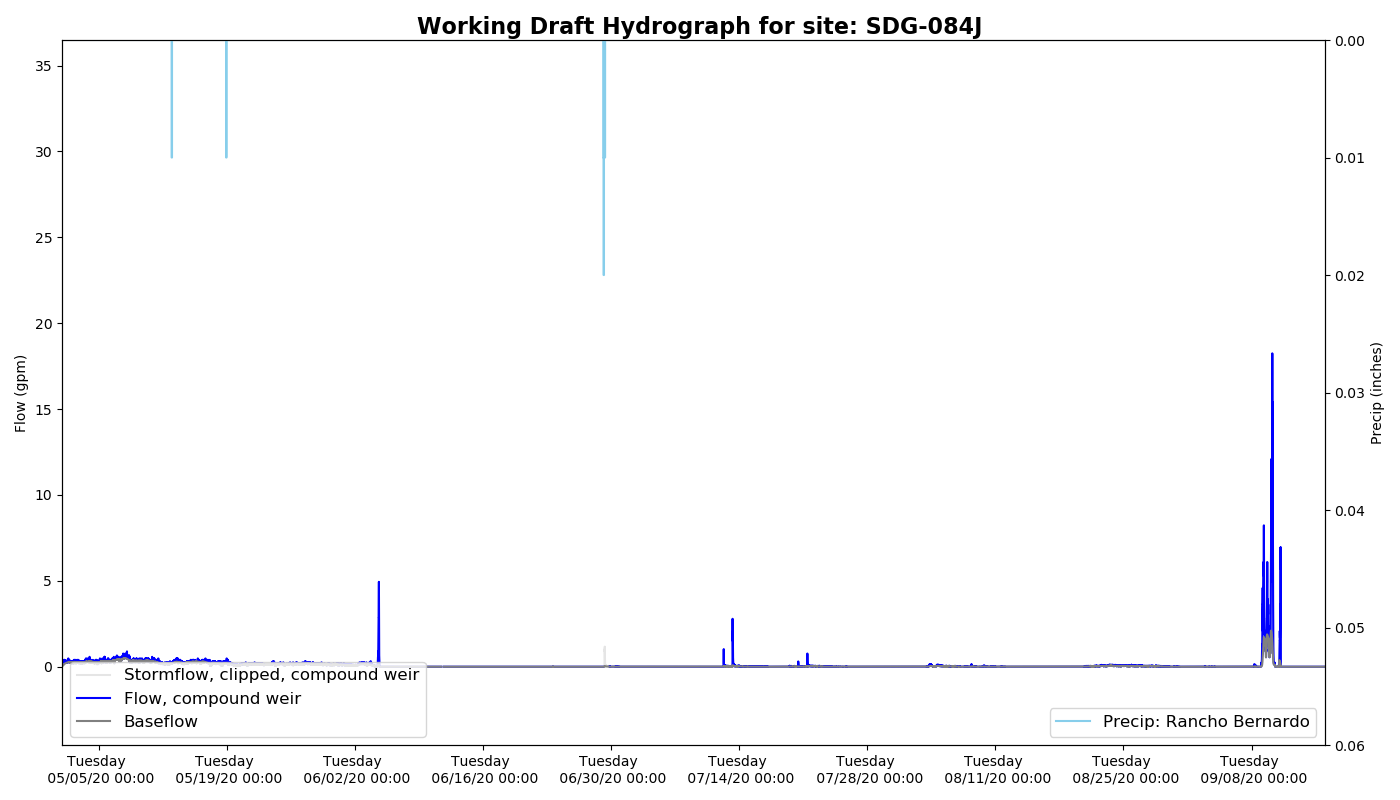 Working Draft Hydrograph for site: SDG-084J
35
30
25
20
15
10
5
0
Flow (gpm)
0.00
0.01
0.02
0.03
0.04
0.05
0.06
Precip (inches)
Stormflow, clipped, compound weir
Flow, compound weir
Baseflow
Precip: Rancho Bernardo
Tuesday
05/05/20 00:00
Tuesday
05/19/20 00:00
Tuesday
06/02/20 00:00
Tuesday
06/16/20 00:00
Tuesday
06/30/20 00:00
Tuesday
07/14/20 00:00
Tuesday
07/28/20 00:00
Tuesday
08/11/20 00:00
Tuesday
08/25/20 00:00
Tuesday
09/08/20 00:00